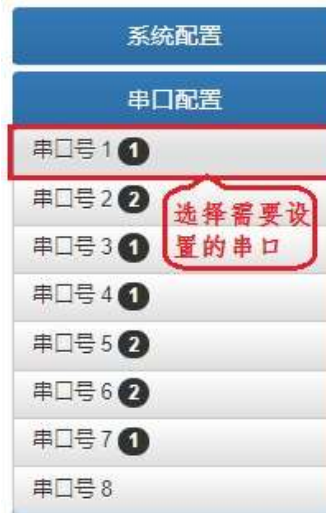 系统配置
串口配置
串口号 1 1
串口号 2 2
选择需要设
置的串口
串口号 3 1
串口号 4 1
串口号 5 2
串口号 6 2
串口号 7 1
串口号 8